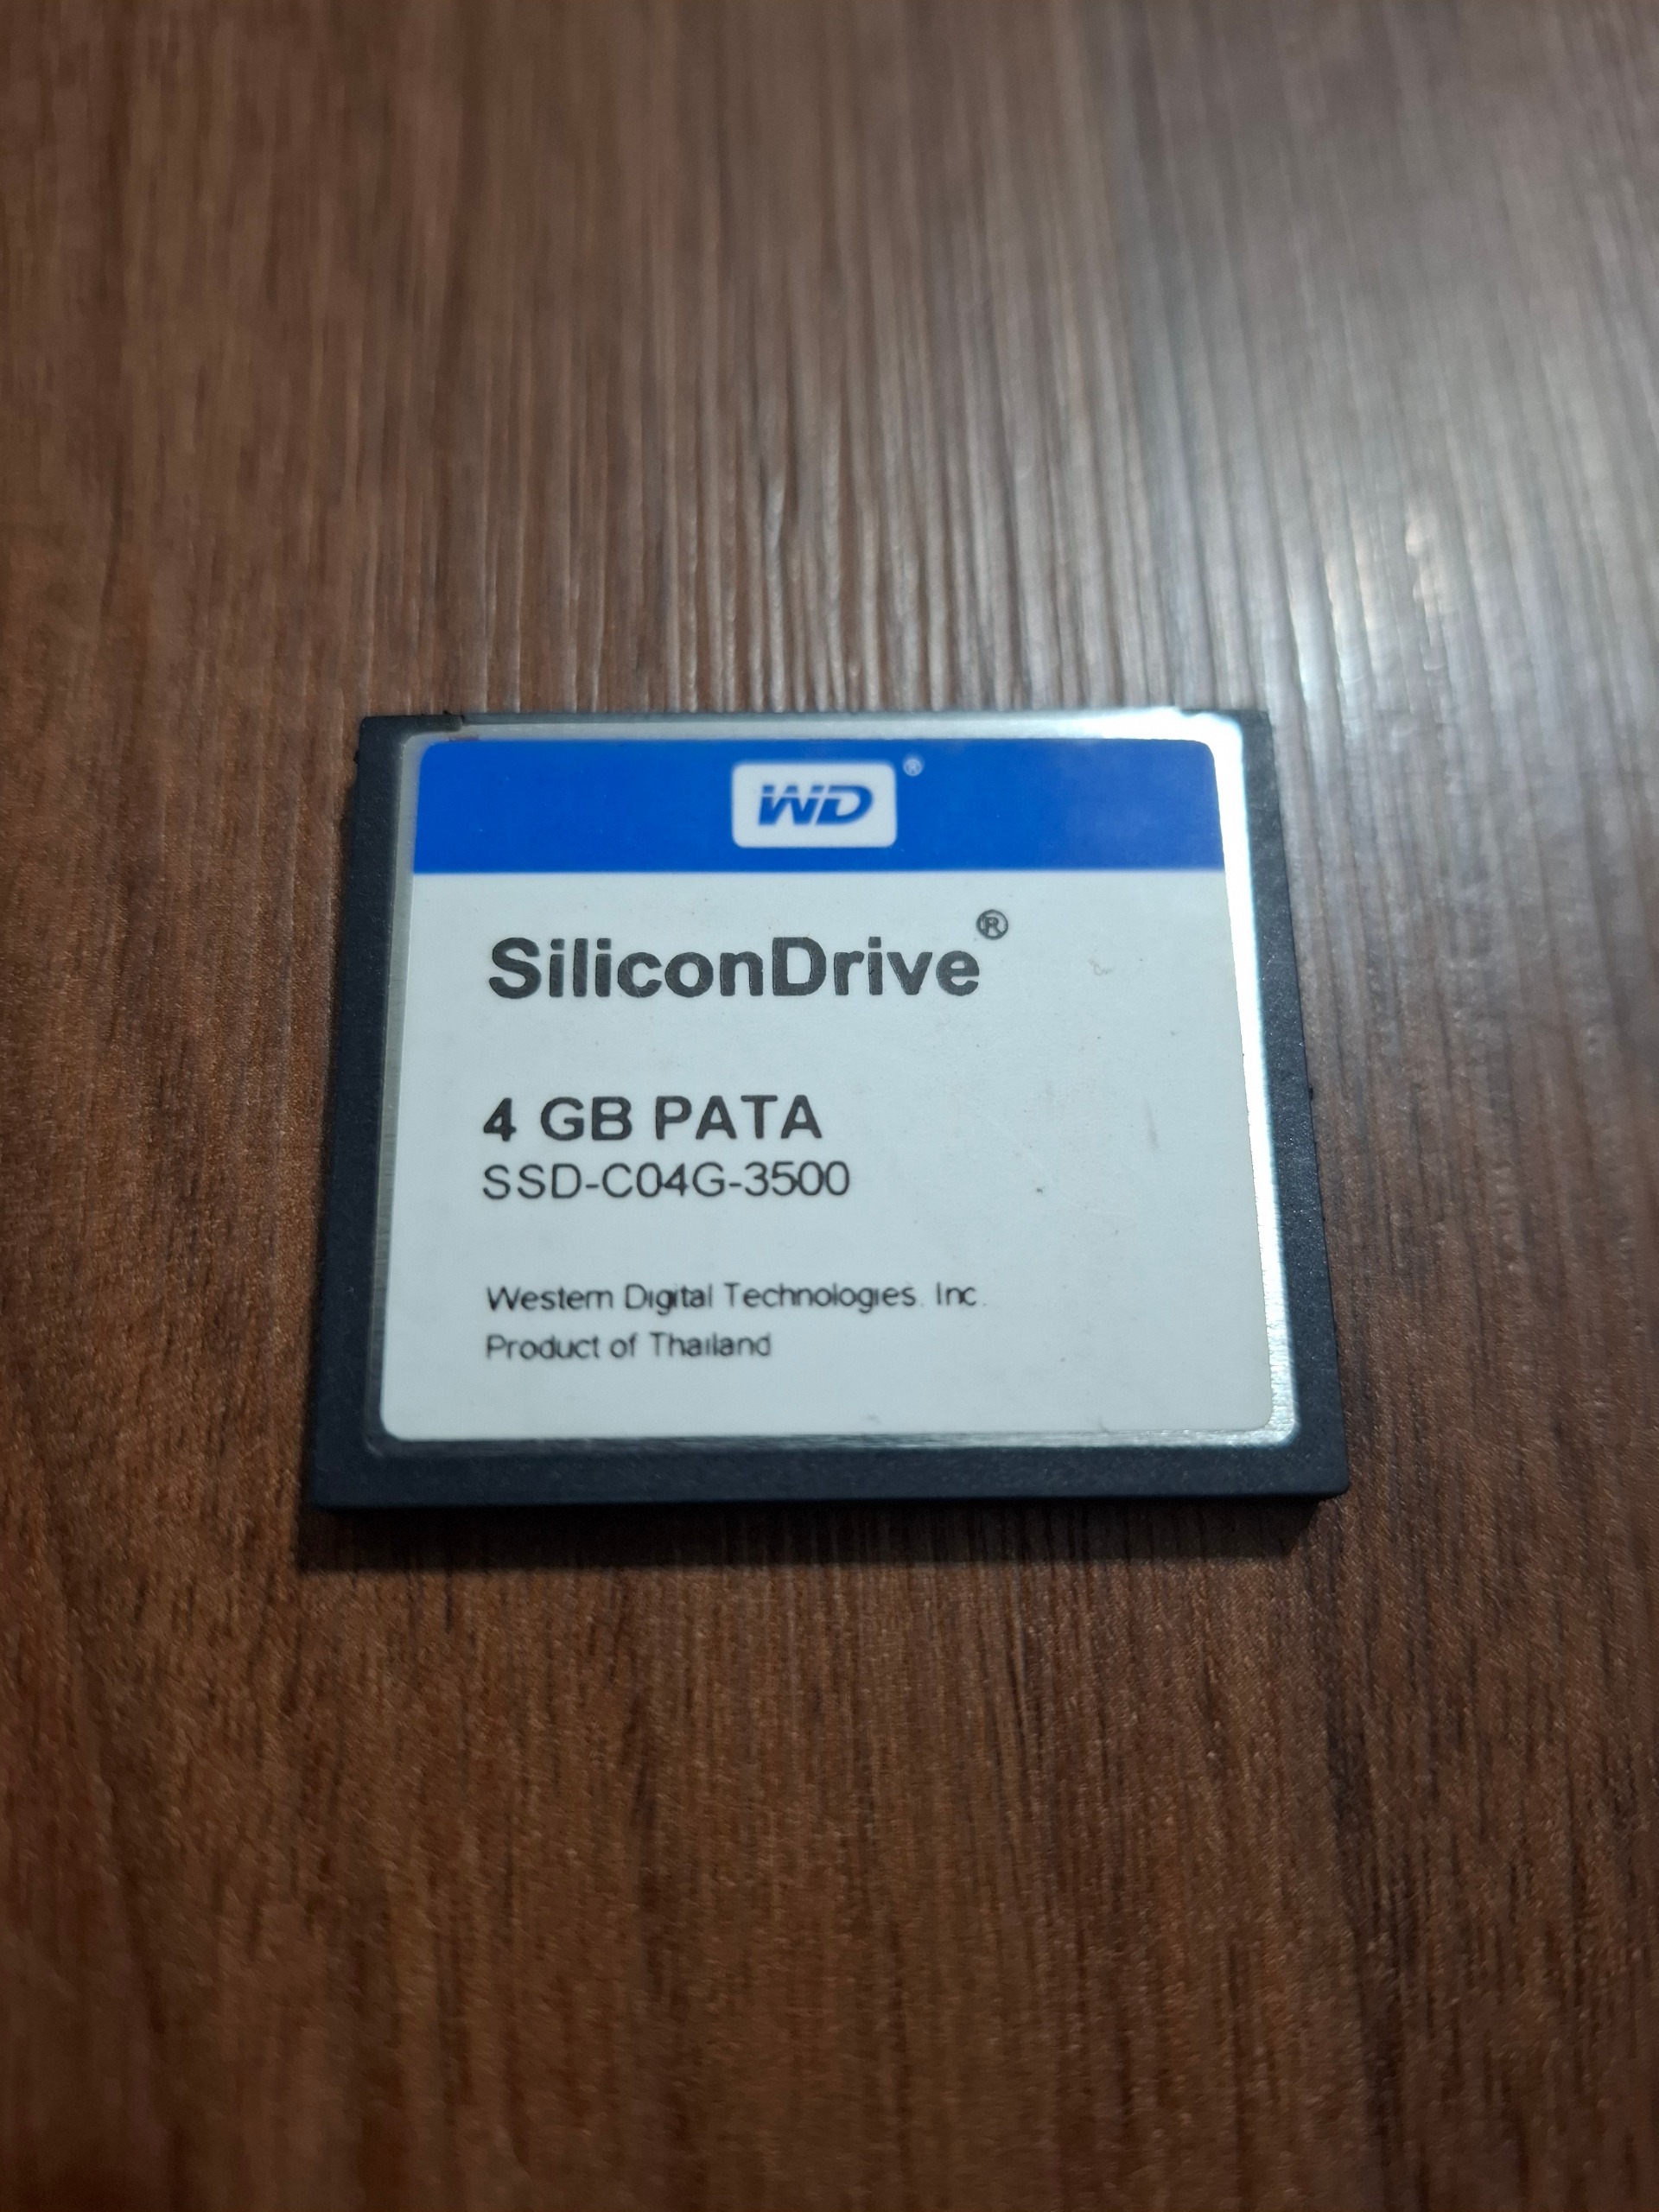 WD®
SiliconDrive®
4 GB PATA
SSD-C04G-3500
Western Digital Technologies. Inc.
Product of Thailand